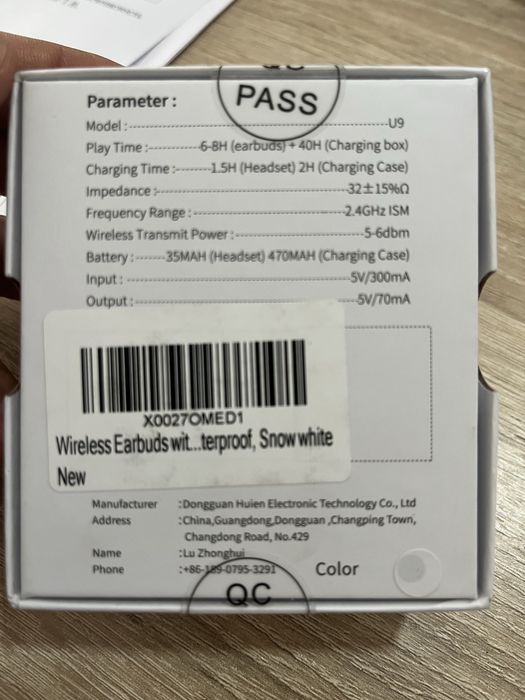 QC
PASS
Parameter :
Model :---U9
Play Time :---6-8H (earbuds) + 40H (Charging box)
Charging Time :---1.5H (Headset) 2H (Charging Case)
Impedance :---32±15%Ω
Frequency Range :---2.4GHz ISM
Wireless Transmit Power :---5-6dbm
Battery :---35MAH (Headset) 470MAH (Charging Case)
Input :---5V/300mA
Output :---5V/70mA
X0027OMED1
Wireless Earbuds wit...terproof, Snow white
New
Manufacturer :Dongguan Huien Electronic Technology Co., Ltd
Address :China,Guangdong,Dongguan ,Changping Town,
Changdong Road, No.429
Name :Lu Zhonghui
Phone :+86-189-0795-3291
Color
QC